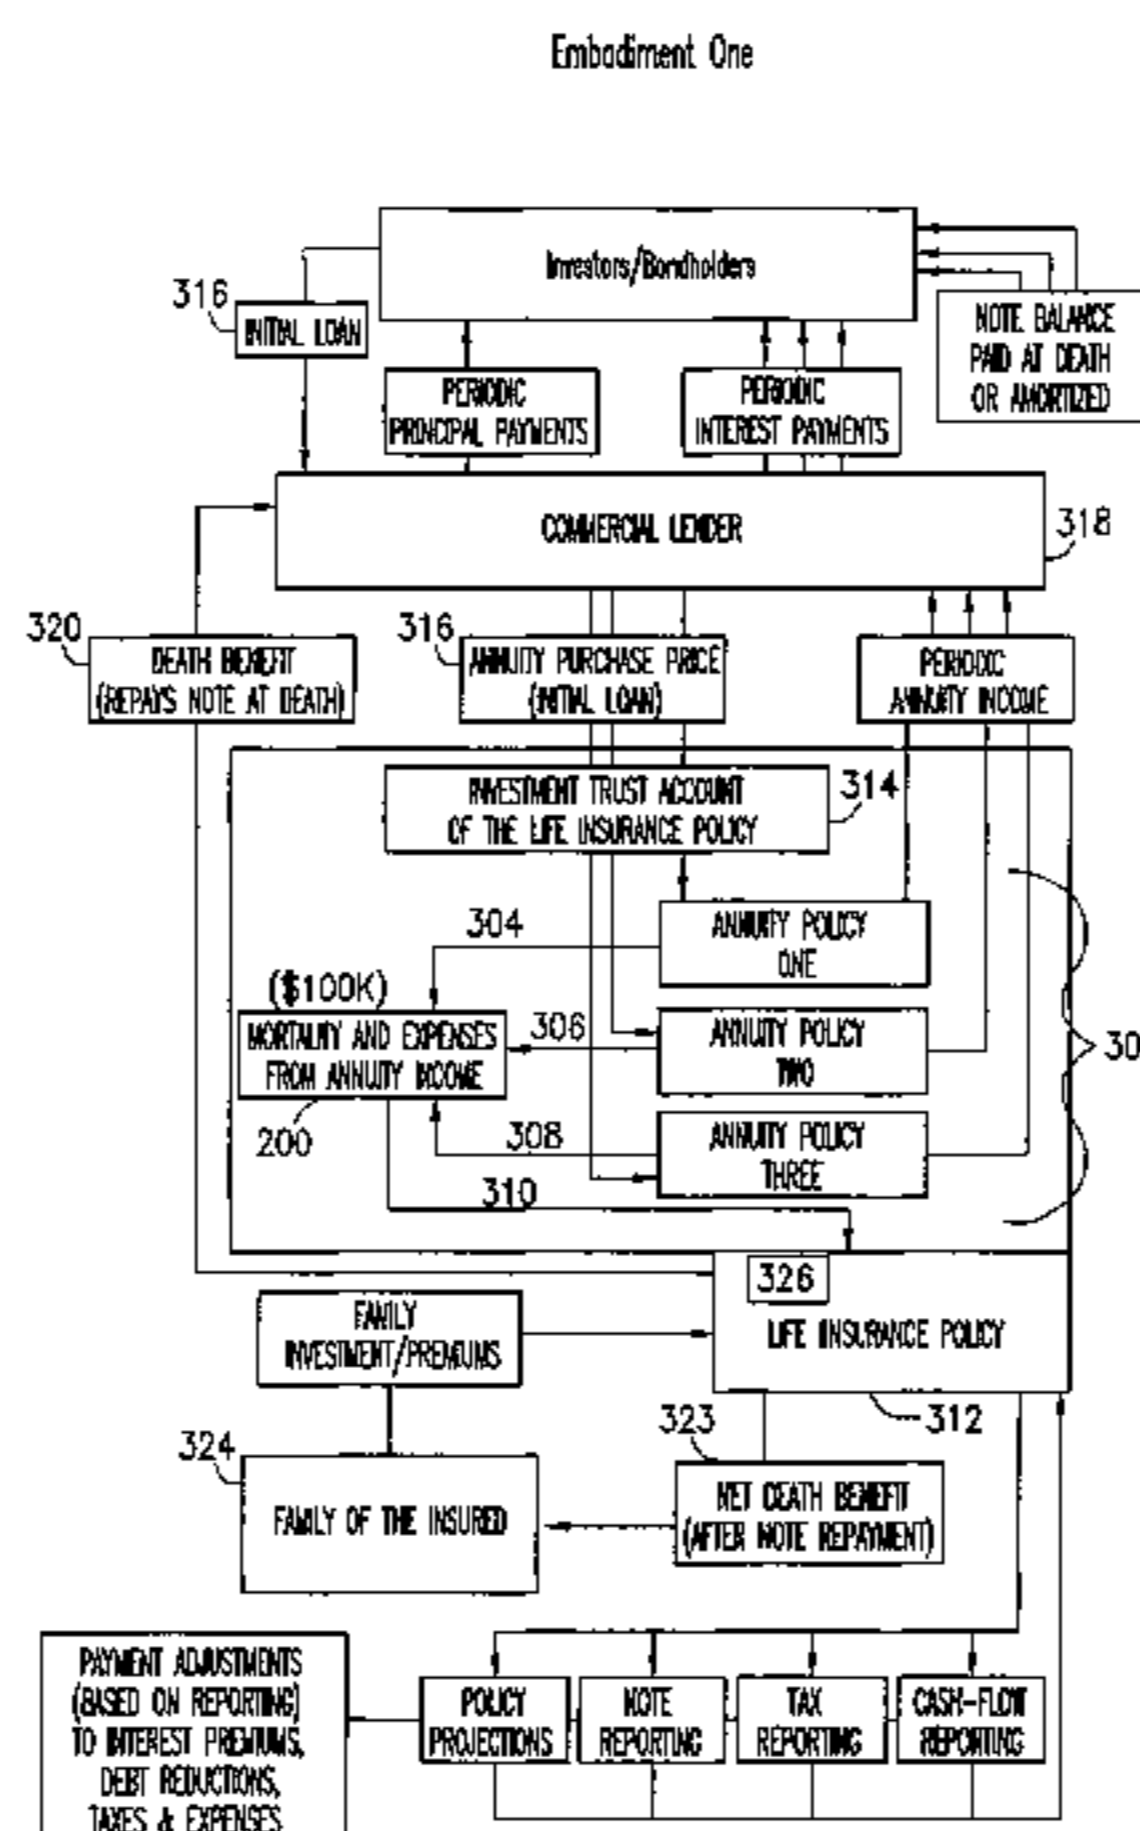 Embodiment One
Investors/Bondholders
316
INITIAL LOAN
NOTE BALANCE
PAID AT DEATH
OR AMORTIZED
PERIODIC
PRINCIPAL PAYMENTS
PERIODIC
INTEREST PAYMENTS
COMMERCIAL LENDER
318
320
DEATH BENEFIT
(REPAYS NOTE AT DEATH)
316
ANNUITY PURCHASE PRICE
(INITIAL LOAN)
PERIODIC
ANNUITY INCOME
INVESTMENT TRUST ACCOUNT
OF THE LIFE INSURANCE POLICY
314
304
ANNUITY POLICY
ONE
($100K)
MORTALITY AND EXPENSES
FROM ANNUITY INCOME
306
ANNUITY POLICY
TWO
30
200
308
ANNUITY POLICY
THREE
310
326
LIFE INSURANCE POLICY
FAMILY
INVESTMENT/PREMIUMS
312
323
324
FAMILY OF THE INSURED
NET DEATH BENEFIT
(AFTER NOTE REPAYMENT)
PAYMENT ADJUSTMENTS
(BASED ON REPORTING)
TO INTEREST PREMIUMS,
DEBT REDUCTIONS,
TAXES & EXPENSES
POLICY
PROJECTIONS
NOTE
REPORTING
TAX
REPORTING
CASH-FLOW
REPORTING